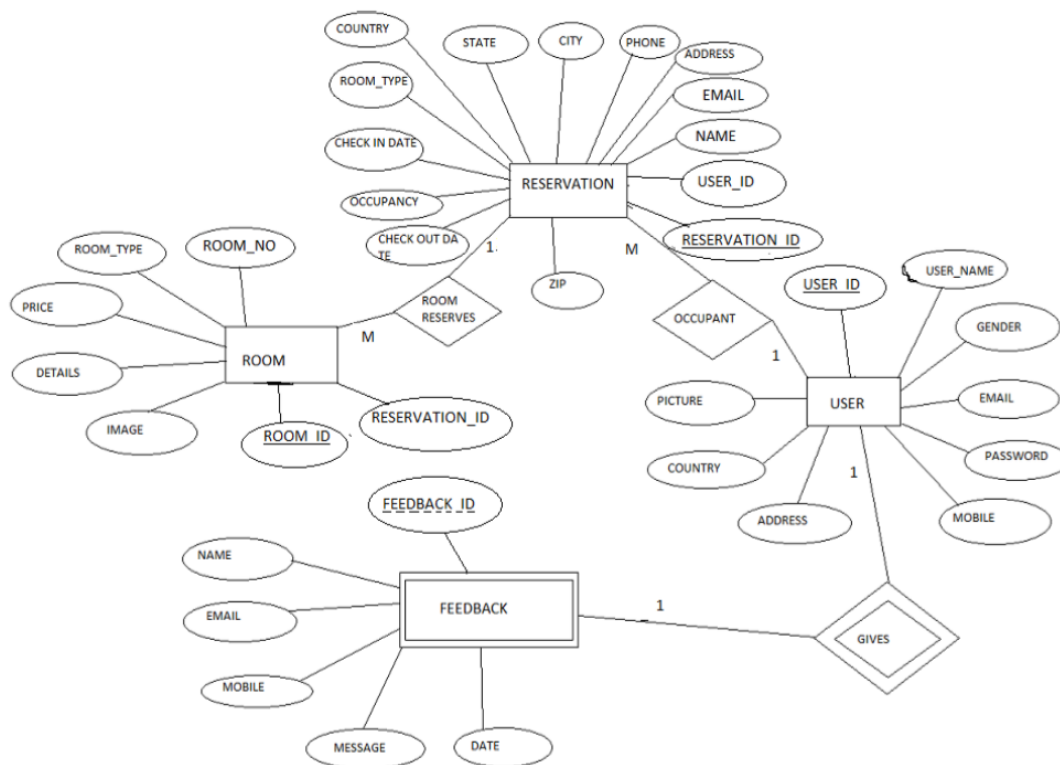 COUNTRY
STATE
CITY
PHONE
ADDRESS
ROOM_TYPE
EMAIL
CHECK IN DATE
NAME
RESERVATION
USER_ID
OCCUPANCY
RESERVATION_ID
CHECK OUT DA
TE
1.
M
ZIP
ROOM_TYPE
ROOM_NO
ROOM
RESERVES
USER_ID
USER_NAME
PRICE
OCCUPANT
GENDER
M
1
ROOM
DETAILS
PICTURE
USER
EMAIL
IMAGE
ROOM_ID
RESERVATION_ID
COUNTRY
PASSWORD
1
ADDRESS
MOBILE
FEEDBACK_ID
NAME
EMAIL
FEEDBACK
1
GIVES
MOBILE
MESSAGE
DATE